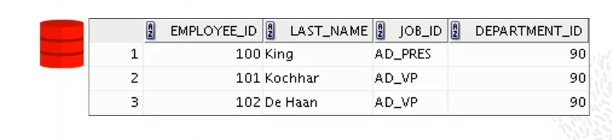 EMPLOYEE_ID LAST_NAME JOB_ID DEPARTMENT_ID
1 100 King AD_PRES 90
2 101 Kochhar AD_VP 90
3 102 De Haan AD_VP 90